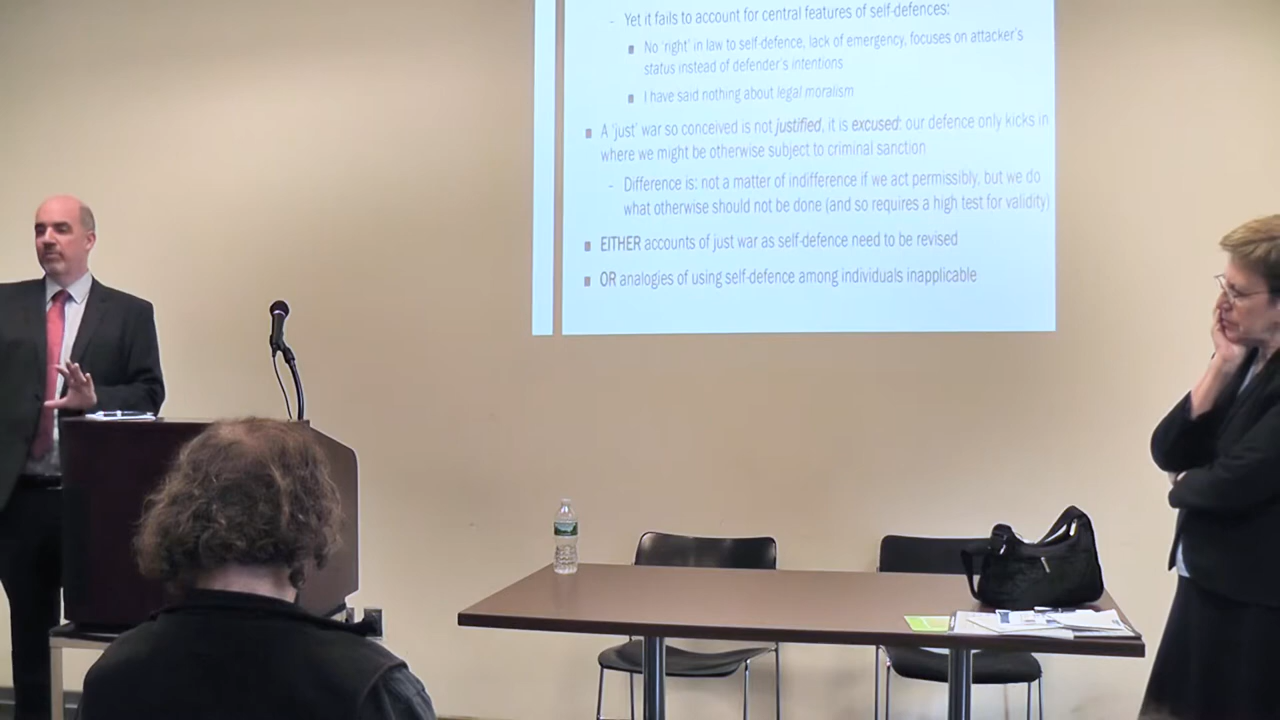 - Yet it fails to account for central features of self-defences:
▪ No 'right' in law to self-defence, lack of emergency, focuses on attacker's
status instead of defender's intentions
▪ I have said nothing about legal moralism
▪ A 'just' war so conceived is not justified, it is excused: our defence only kicks in
where we might be otherwise subject to criminal sanction
- Difference is: not a matter of indifference if we act permissibly, but we do
what otherwise should not be done (and so requires a high test for validity)
▪ EITHER accounts of just war as self-defence need to be revised
▪ OR analogies of using self-defence among individuals inapplicable